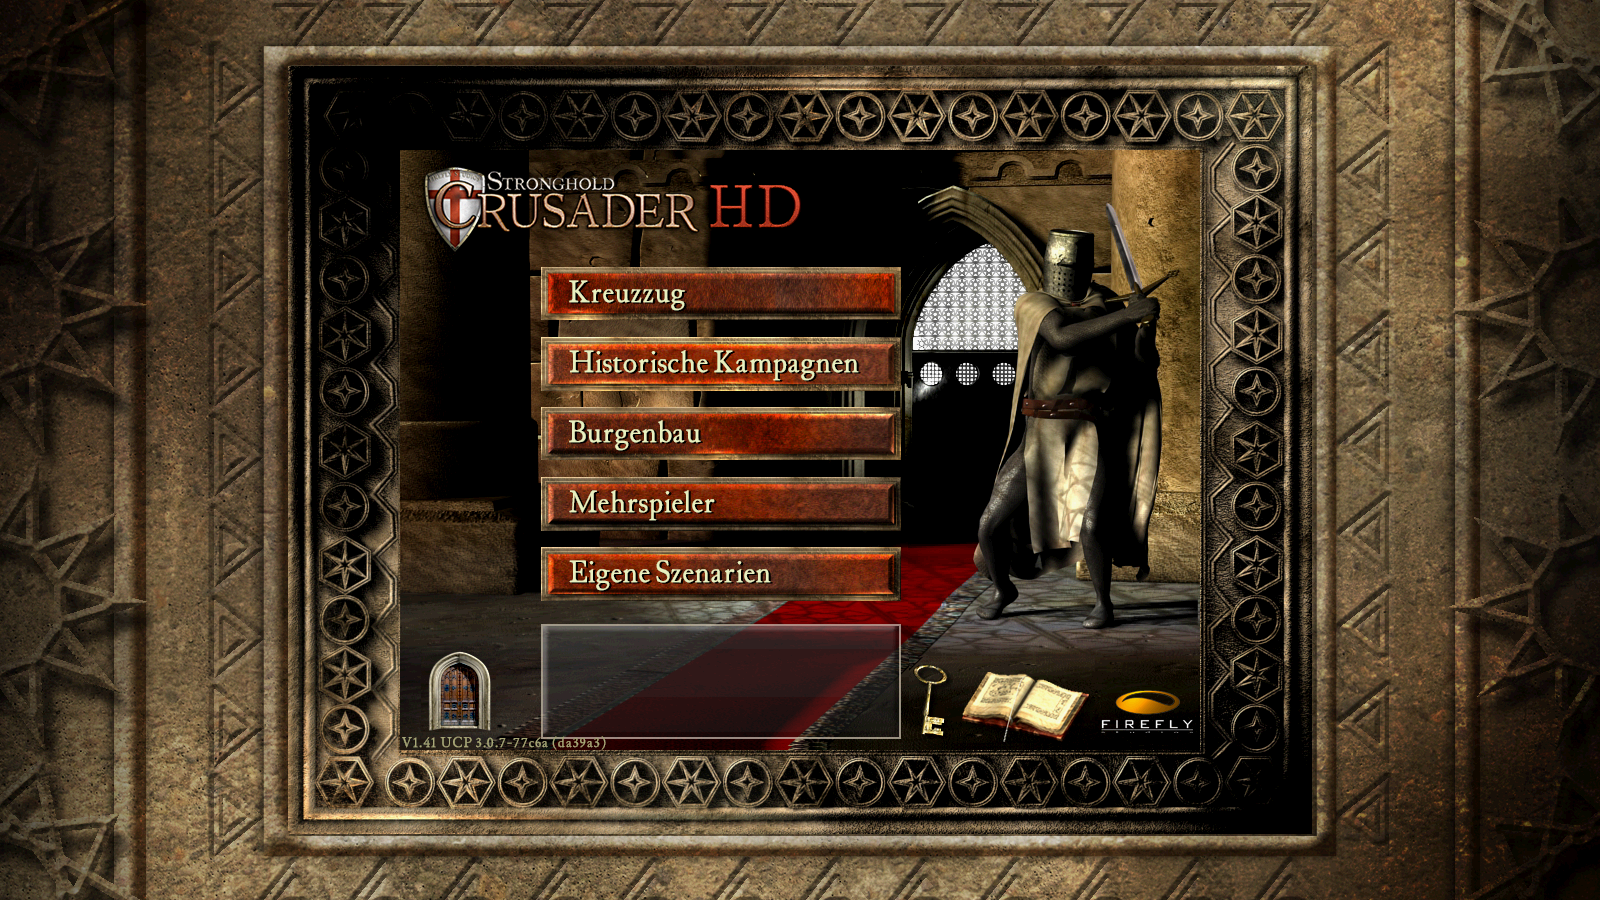 STRONGHOLD
CRUSADER HD
Kreuzzug
Historische Kampagnen
Burgenbau
Mehrspieler
Eigene Szenarien
FIREFLY
V1.41 UCP 3.0.7-77c6a (da39a3)